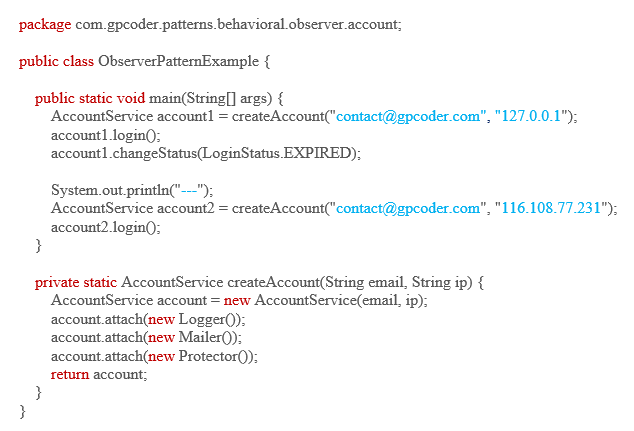 package com.gpcoder.patterns.behavioral.observer.account;

public class ObserverPatternExample {

    public static void main(String[] args) {
        AccountService account1 = createAccount("contact@gpcoder.com", "127.0.0.1");
        account1.login();
        account1.changeStatus(LoginStatus.EXPIRED);

        System.out.println("---");
        AccountService account2 = createAccount("contact@gpcoder.com", "116.108.77.231");
        account2.login();
    }

    private static AccountService createAccount(String email, String ip) {
        AccountService account = new AccountService(email, ip);
        account.attach(new Logger());
        account.attach(new Mailer());
        account.attach(new Protector());
        return account;
    }
}